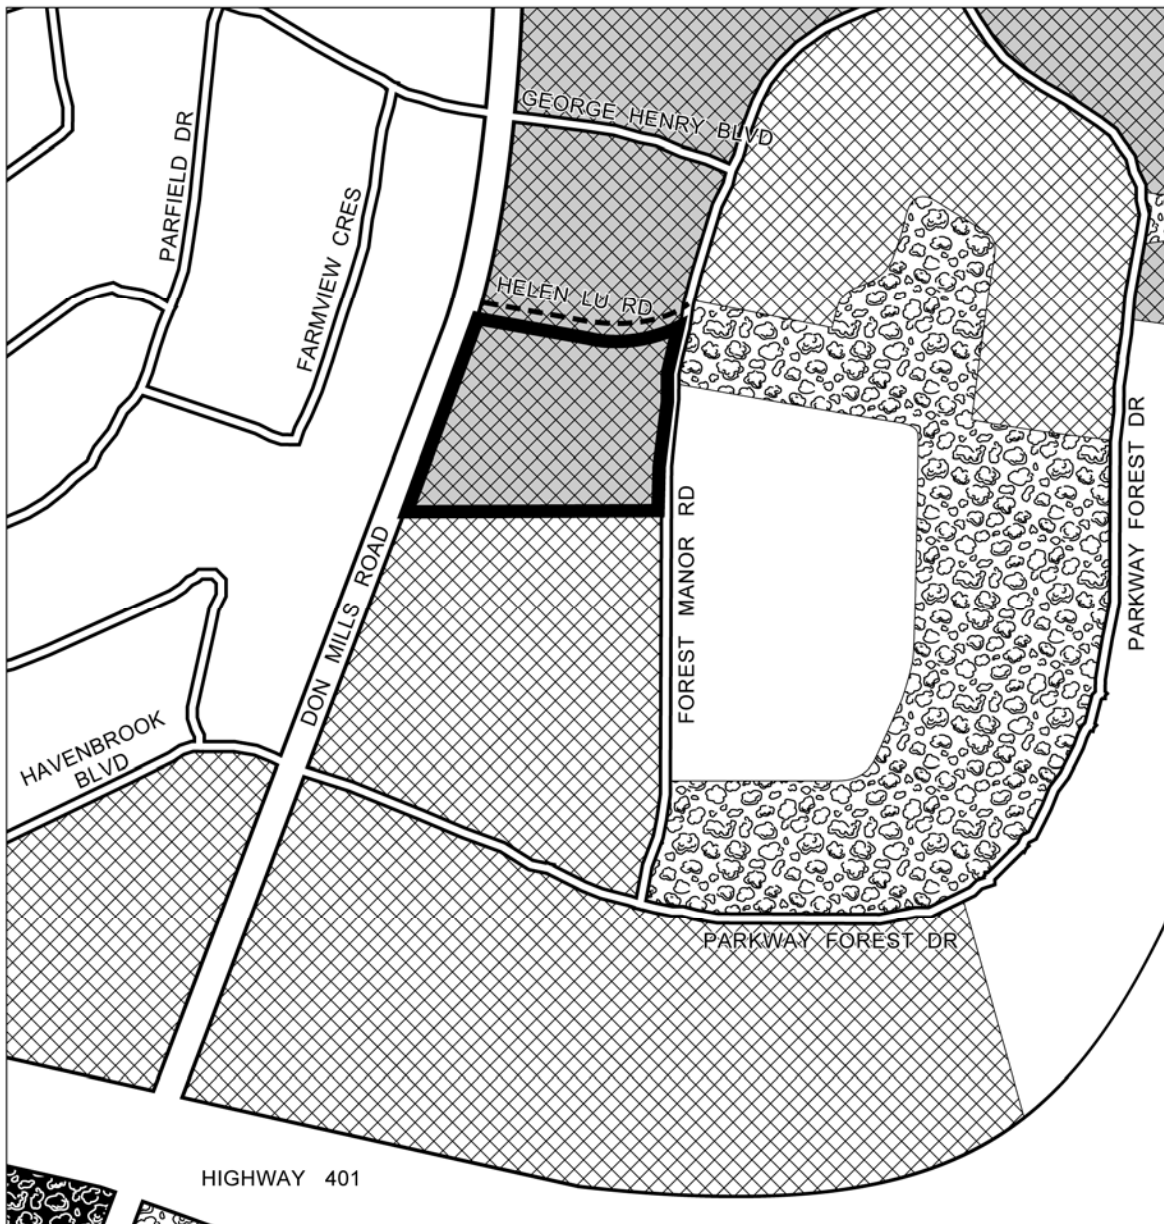 GEORGE HENRY BLVD
PARFIELD DR
FARMVIEW CRES
HELEN LU RD
PARKWAY FOREST DR
FOREST MANOR RD
DON MILLS ROAD
HAVENBROOK
BLVD
PARKWAY FOREST DR
HIGHWAY 401